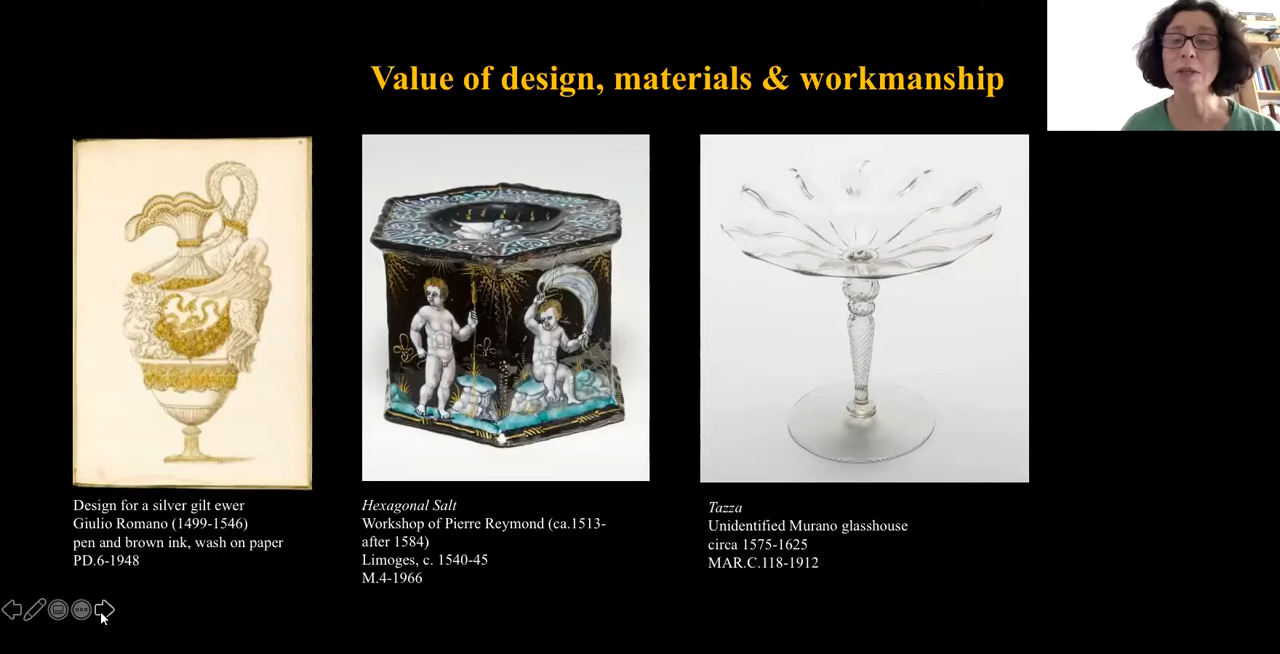 Value of design, materials & workmanship
Design for a silver gilt ewer
Giulio Romano (1499-1546)
pen and brown ink, wash on paper
PD.6-1948
Hexagonal Salt
Workshop of Pierre Reymond (ca.1513-
after 1584)
Limoges, c. 1540-45
M.4-1966
Tazza
Unidentified Murano glasshouse
circa 1575-1625
MAR.C.118-1912